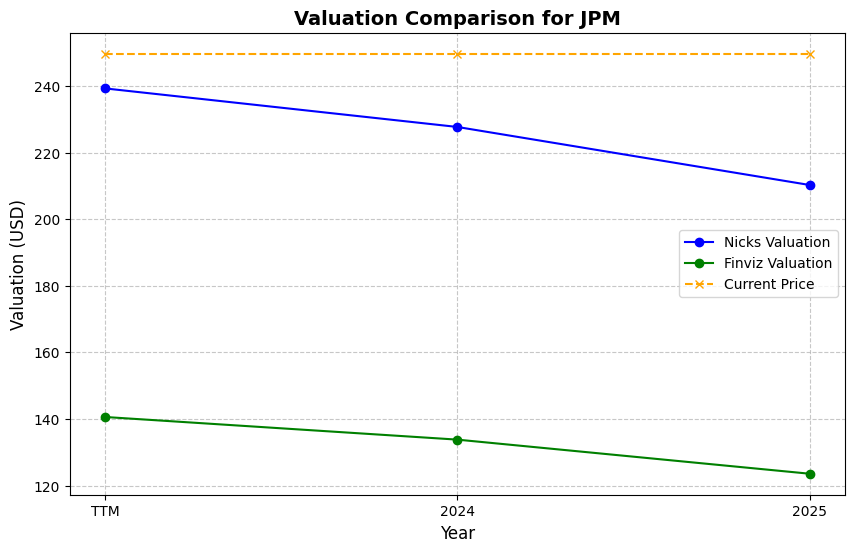 Valuation Comparison for JPM
Valuation (USD)
240
220
200
180
160
140
120
Nicks Valuation
Finviz Valuation
Current Price
TTM
2024
2025
Year